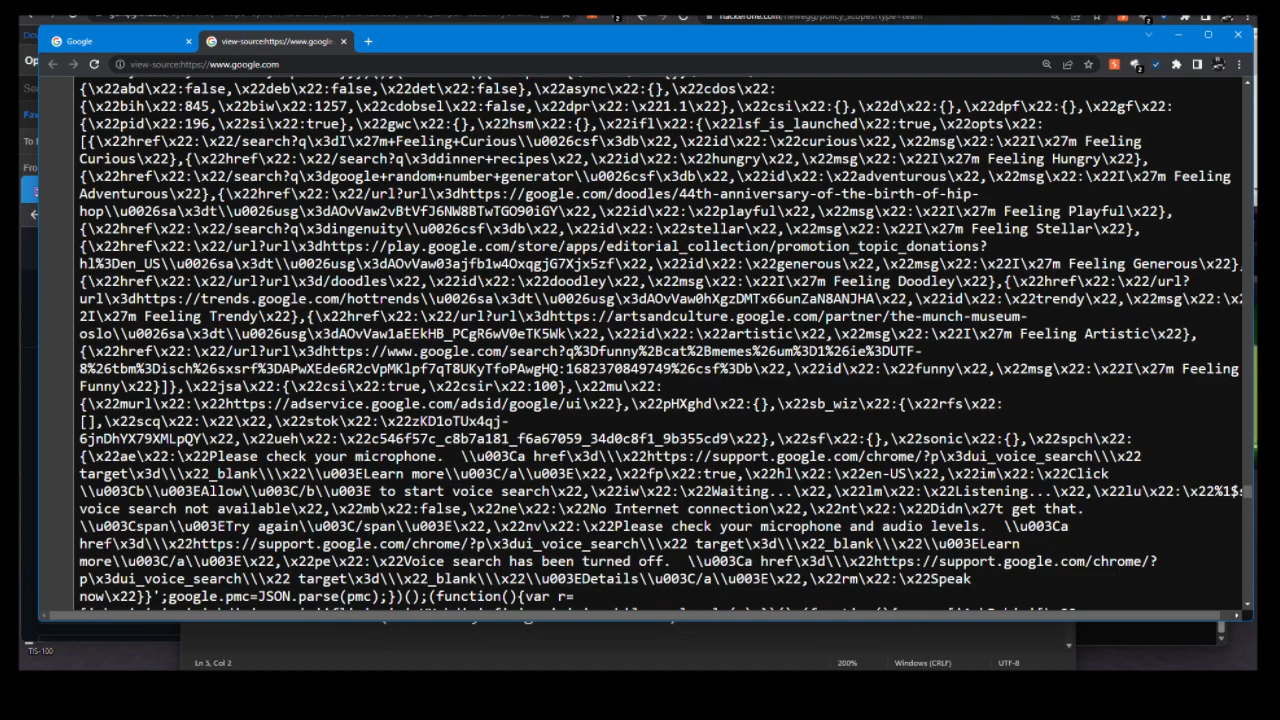 hackerone.com/newegg/policy_scopes?type=team
Google
view-source:https://www.google
view-source:https://www.google.com
{\x22abd\x22:false,\x22deb\x22:false,\x22det\x22:false},\x22async\x22:{},\x22cdos\x22:
{\x22bih\x22:845,\x22biw\x22:1257,\x22cdobsel\x22:false,\x22dpr\x22:\x221.1\x22},\x22csi\x22:{},\x22d\x22:{},\x22dpf\x22:{},\x22gf\x22:
{\x22pid\x22:196,\x22si\x22:true},\x22gwc\x22:{},\x22hsm\x22:{},\x22ifl\x22:{\x22lsf_is_launched\x22:true,\x22opts\x22:
[{\x22href\x22:\x22/search?q\x3dI\x27m+Feeling+Curious\\u0026csf\x3db\x22,\x22id\x22:\x22curious\x22,\x22msg\x22:\x22I\x27m Feeling
Curious\x22},{\x22href\x22:\x22/search?q\x3ddinner+recipes\x22,\x22id\x22:\x22hungry\x22,\x22msg\x22:\x22I\x27m Feeling Hungry\x22},
{\x22href\x22:\x22/search?q\x3dgoogle+random+number+generator\\u0026csf\x3db\x22,\x22id\x22:\x22adventurous\x22,\x22msg\x22:\x22I\x27m Feeling
Adventurous\x22},{\x22href\x22:\x22/url?url\x3dhttps://google.com/doodles/44th-anniversary-of-the-birth-of-hip-
hop\\u0026sa\x3dt\\u0026usg\x3dAOvVaw2vBtVfJ6NW8BTwTGO90iGY\x22,\x22id\x22:\x22playful\x22,\x22msg\x22:\x22I\x27m Feeling Playful\x22},
{\x22href\x22:\x22/search?q\x3dingenuity\\u0026csf\x3db\x22,\x22id\x22:\x22stellar\x22,\x22msg\x22:\x22I\x27m Feeling Stellar\x22},
{\x22href\x22:\x22/url?url\x3dhttps://play.google.com/store/apps/editorial_collection/promotion_topic_donations?
hl%3Den_US\\u0026sa\x3dt\\u0026usg\x3dAOvVaw03ajfb1w4OxqgjG7Xjx5zf\x22,\x22id\x22:\x22generous\x22,\x22msg\x22:\x22I\x27m Feeling Generous\x22},
{\x22href\x22:\x22/url?url\x3d/doodles\x22,\x22id\x22:\x22doodley\x22,\x22msg\x22:\x22I\x27m Feeling Doodley\x22},{\x22href\x22:\x22/url?
url\x3dhttps://trends.google.com/hottrends\\u0026sa\x3dt\\u0026usg\x3dAOvVaw0hXgzDMTx66unZaN8ANJHA\x22,\x22id\x22:\x22trendy\x22,\x22msg\x22:\x
2I\x27m Feeling Trendy\x22},{\x22href\x22:\x22/url?url\x3dhttps://artsandculture.google.com/partner/the-munch-museum-
oslo\\u0026sa\x3dt\\u0026usg\x3dAOvVaw1aEEkHB_PCgR6wV0eTK5Wk\x22,\x22id\x22:\x22artistic\x22,\x22msg\x22:\x22I\x27m Feeling Artistic\x22},
{\x22href\x22:\x22/url?url\x3dhttps://www.google.com/search?q%3Dfunny%2Bcat%2Bmemes%26um%3D1%26ie%3DUTF-
8%26tbm%3Disch%26sxsrf%3DAPwXEde6R2cVpMKlpf7qT8UKyTfoPAwgHQ:1682370849749%26csf%3Db\x22,\x22id\x22:\x22funny\x22,\x22msg\x22:\x22I\x27m Feeling
Funny\x22}]},\x22jsa\x22:{\x22csi\x22:true,\x22csir\x22:100},\x22mu\x22:
{\x22murl\x22:\x22https://adservice.google.com/adsid/google/ui\x22},\x22pHXghd\x22:{},\x22sb_wiz\x22:{\x22rfs\x22:
[],\x22scq\x22:\x22\x22,\x22stok\x22:\x22zKD1oTUx4qj-
6jnDhYX79XMLpQY\x22,\x22ueh\x22:\x22c546f57c_c8b7a181_f6a67059_34d0c8f1_9b355cd9\x22},\x22sf\x22:{},\x22sonic\x22:{},\x22spch\x22:
{\x22ae\x22:\x22Please check your microphone.  \\u003Ca href\x3d\\\x22https://support.google.com/chrome/?p\x3dui_voice_search\\\x22
target\x3d\\\x22_blank\\\x22\\u003ELearn more\\u003C/a\\u003E\x22,\x22fp\x22:true,\x22hl\x22:\x22en-US\x22,\x22im\x22:\x22Click
\\u003Cb\\u003EAllow\\u003C/b\\u003E to start voice search\x22,\x22iw\x22:\x22Waiting...\x22,\x22lm\x22:\x22Listening...\x22,\x22lu\x22:\x22%1$s
voice search not available\x22,\x22mb\x22:false,\x22ne\x22:\x22No Internet connection\x22,\x22nt\x22:\x22Didn\x27t get that.
\\u003Cspan\\u003ETry again\\u003C/span\\u003E\x22,\x22nv\x22:\x22Please check your microphone and audio levels.  \\u003Ca
href\x3d\\\x22https://support.google.com/chrome/?p\x3dui_voice_search\\\x22 target\x3d\\\x22_blank\\\x22\\u003ELearn
more\\u003C/a\\u003E\x22,\x22pe\x22:\x22Voice search has been turned off.  \\u003Ca href\x3d\\\x22https://support.google.com/chrome/?
p\x3dui_voice_search\\\x22 target\x3d\\\x22_blank\\\x22\\u003EDetails\\u003C/a\\u003E\x22,\x22rm\x22:\x22Speak
now\x22}}';google.pmc=JSON.parse(pmc);})();(function(){var r=
TIS-100
Ln 5, Col 2
200%
Windows (CRLF)
UTF-8